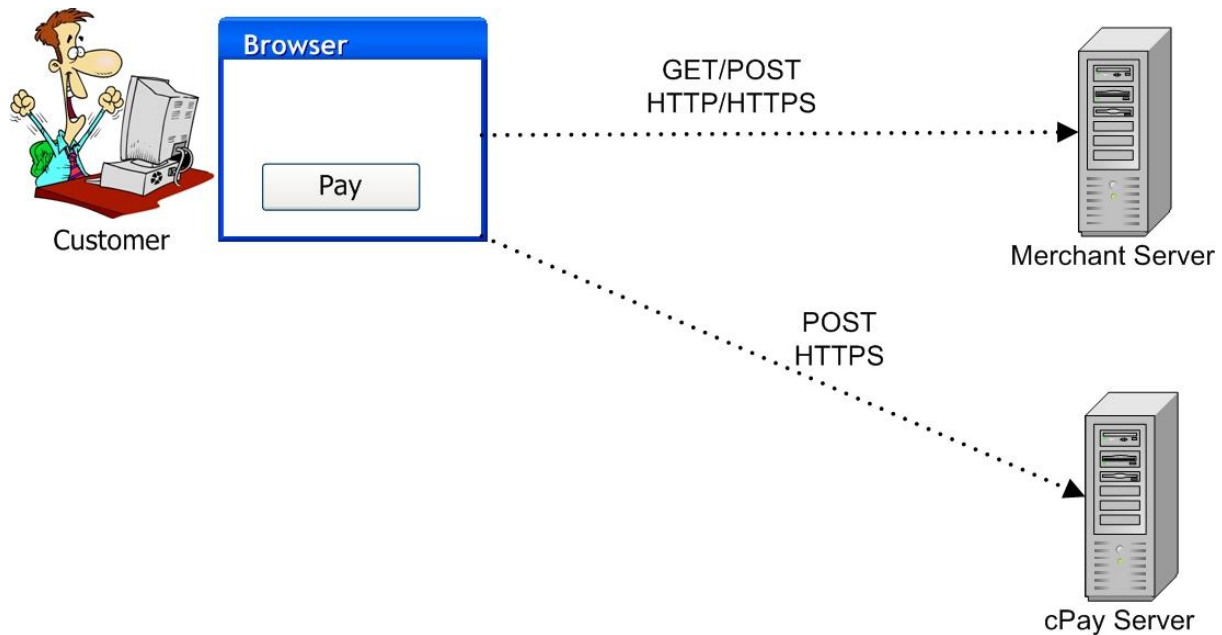 Browser
GET/POST
HTTP/HTTPS
Pay
Customer
Merchant Server
POST
HTTPS
cPay Server